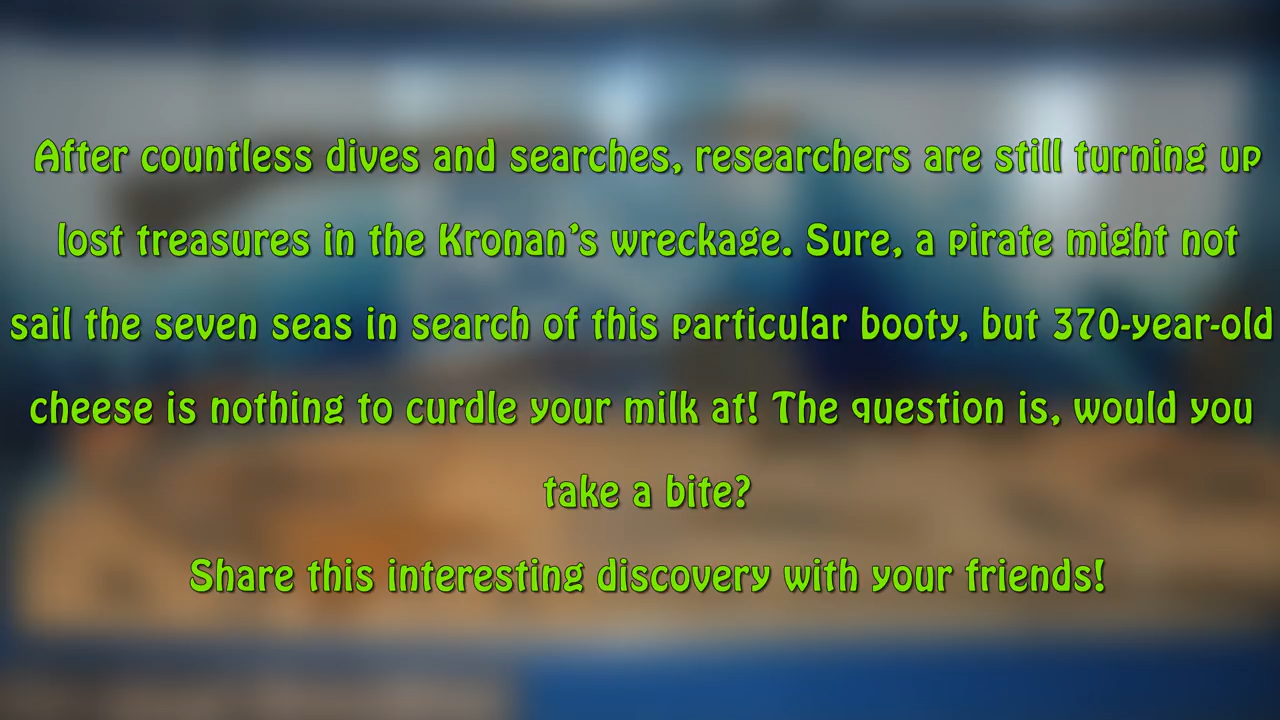 After countless dives and searches, researchers are still turning up
lost treasures in the Kronan’s wreckage. Sure, a pirate might not
sail the seven seas in search of this particular booty, but 370-year-old
cheese is nothing to curdle your milk at! The question is, would you
take a bite?
Share this interesting discovery with your friends!